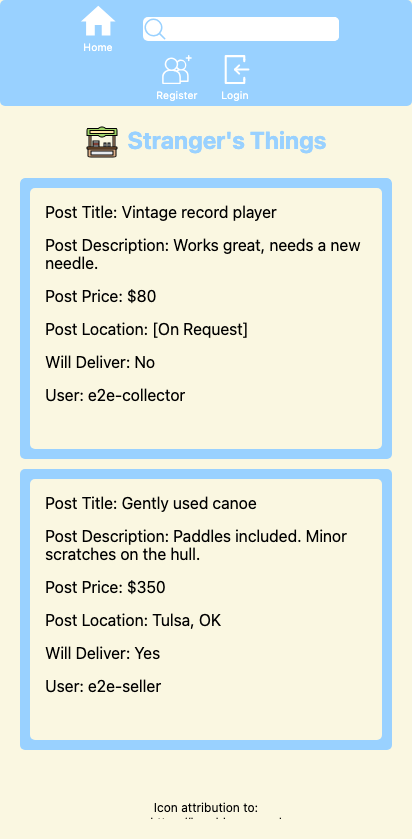 Home
Register Login
Stranger's Things
Post Title: Vintage record player
Post Description: Works great, needs a new
needle.
Post Price: $80
Post Location: [On Request]
Will Deliver: No
User: e2e-collector
Post Title: Gently used canoe
Post Description: Paddles included. Minor
scratches on the hull.
Post Price: $350
Post Location: Tulsa, OK
Will Deliver: Yes
User: e2e-seller
Icon attribution to: